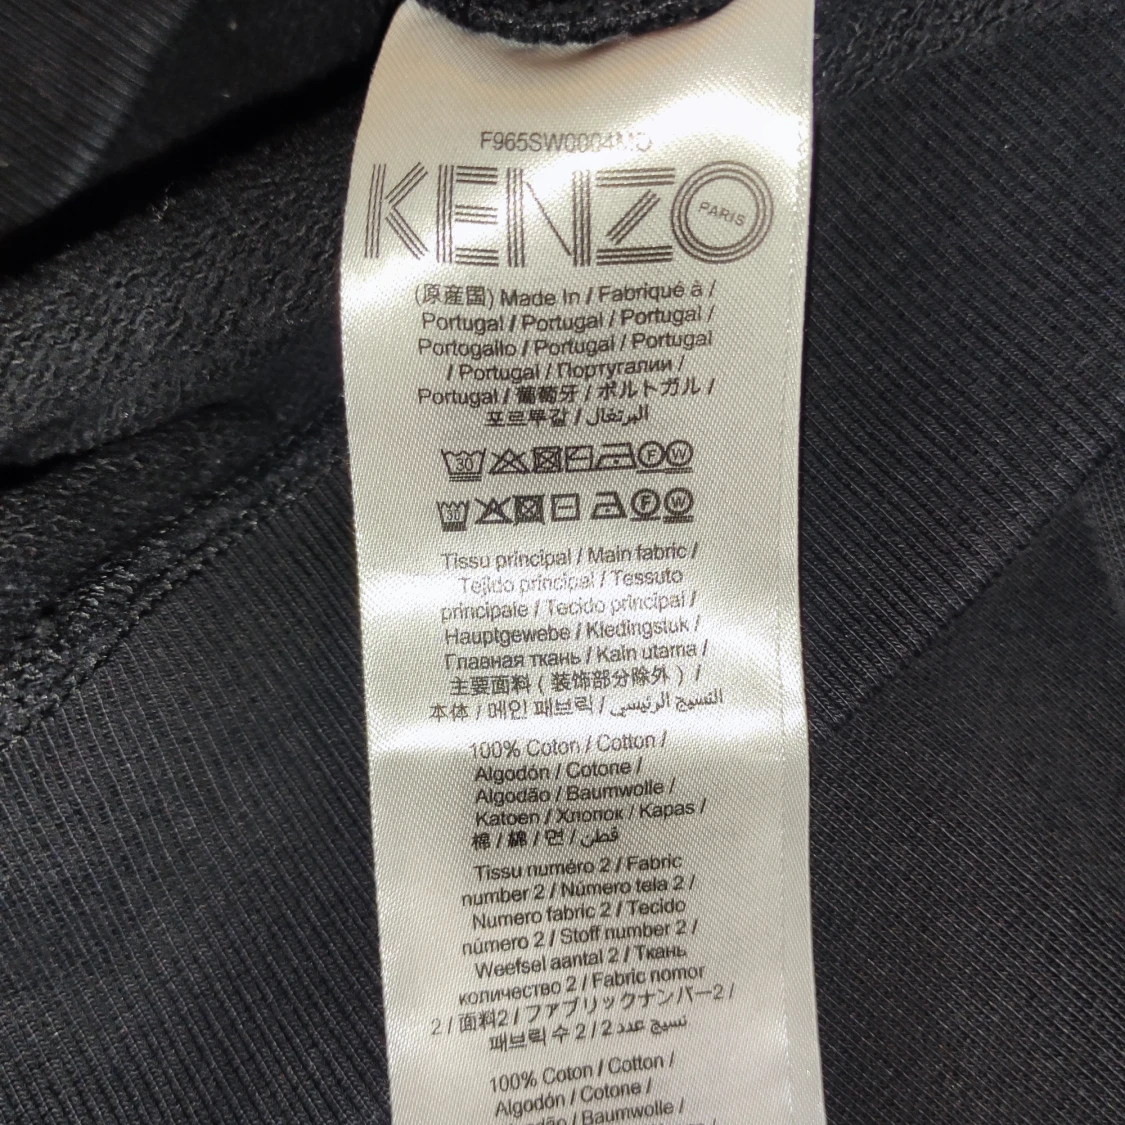 F965SW0004MD
KENZO
PARIS
(原産国) Made In / Fabriqué à /
Portugal / Portugal / Portugal /
Portogallo / Portugal / Portugal
/ Portugal / Португалии /
Portugal / 葡萄牙 / ポルトガル /
포르투갈 / البرتغال
30 F W
30 F W
Tissu principal / Main fabric /
Tejido principal / Tessuto
principale / Tecido principal /
Hauptgewebe / Kledingstuk /
Главная ткань / Kain utama /
主要面料 ( 装饰部分除外 ) /
本体 / 메인 패브릭 / النسيج الرئيسي
100% Coton / Cotton /
Algodón / Cotone /
Algodão / Baumwolle /
Katoen / Хлопок / Kapas /
棉 / 綿 / 면 / قطن
Tissu numéro 2 / Fabric
number 2 / Número tela 2 /
Numero fabric 2 / Tecido
número 2 / Stoff number 2 /
Weefsel aantal 2 / Ткань
количество 2 / Fabric nomor
2 / 面料2 / ファブリックナンバー2 /
패브릭 수 2 / نسيج عدد 2
100% Coton / Cotton /
Algodón / Cotone /
Algodão / Baumwolle /